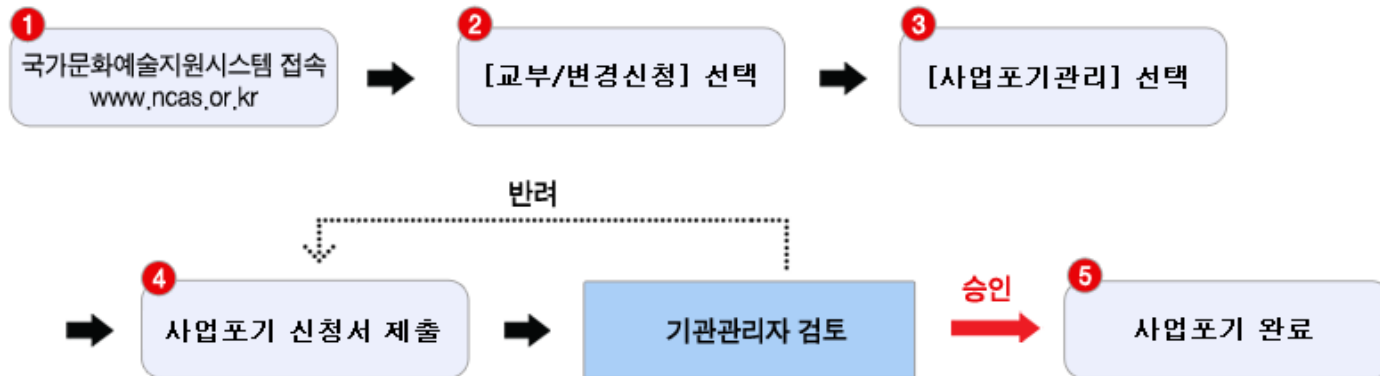 1
국가문화예술지원시스템 접속
www.ncas.or.kr
2
[교부/변경신청] 선택
3
[사업포기관리] 선택
반려
4
사업포기 신청서 제출
기관관리자 검토
승인
5
사업포기 완료